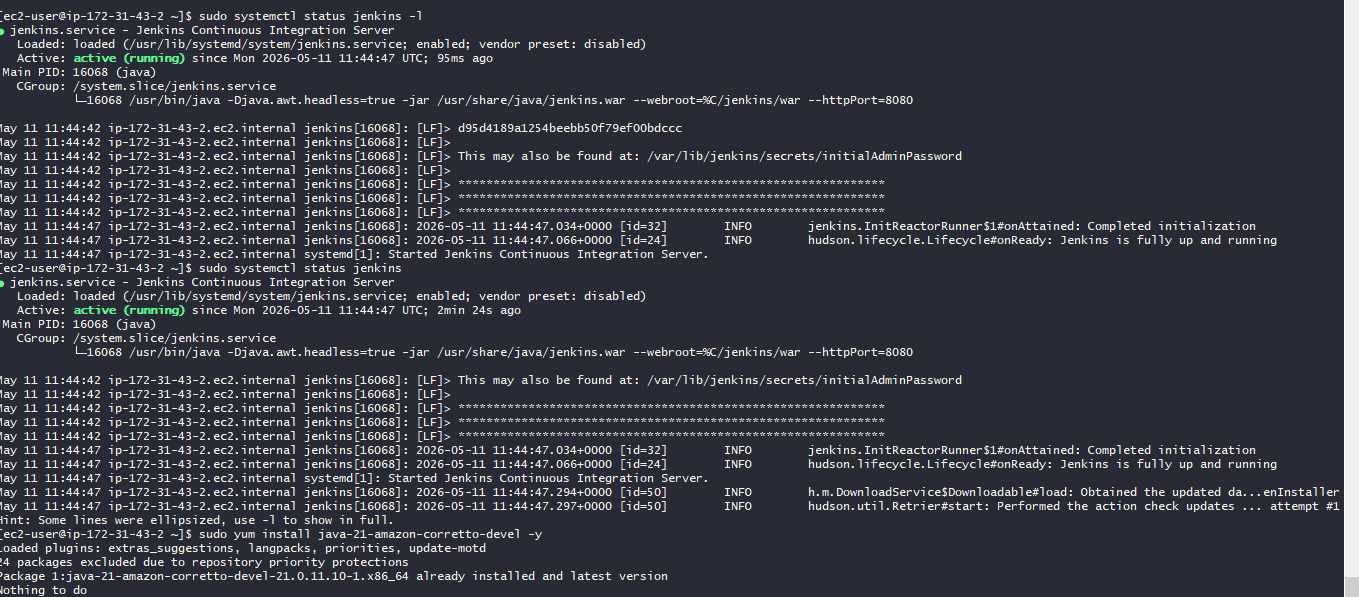 [ec2-user@ip-172-31-43-2 ~]$ sudo systemctl status jenkins -l
● jenkins.service - Jenkins Continuous Integration Server
   Loaded: loaded (/usr/lib/systemd/system/jenkins.service; enabled; vendor preset: disabled)
   Active: active (running) since Mon 2026-05-11 11:44:47 UTC; 95ms ago
 Main PID: 16068 (java)
   CGroup: /system.slice/jenkins.service
           └─16068 /usr/bin/java -Djava.awt.headless=true -jar /usr/share/java/jenkins.war --webroot=%C/jenkins/war --httpPort=8080

May 11 11:44:42 ip-172-31-43-2.ec2.internal jenkins[16068]: [LF]> d95d4189a1254beebb50f79ef00bdccc
May 11 11:44:42 ip-172-31-43-2.ec2.internal jenkins[16068]: [LF]>
May 11 11:44:42 ip-172-31-43-2.ec2.internal jenkins[16068]: [LF]> This may also be found at: /var/lib/jenkins/secrets/initialAdminPassword
May 11 11:44:42 ip-172-31-43-2.ec2.internal jenkins[16068]: [LF]>
May 11 11:44:42 ip-172-31-43-2.ec2.internal jenkins[16068]: [LF]> *************************************************************
May 11 11:44:42 ip-172-31-43-2.ec2.internal jenkins[16068]: [LF]> *************************************************************
May 11 11:44:42 ip-172-31-43-2.ec2.internal jenkins[16068]: [LF]> *************************************************************
May 11 11:44:47 ip-172-31-43-2.ec2.internal jenkins[16068]: 2026-05-11 11:44:47.034+0000 [id=32]        INFO        jenkins.InitReactorRunner$1#onAttained: Completed initialization
May 11 11:44:47 ip-172-31-43-2.ec2.internal jenkins[16068]: 2026-05-11 11:44:47.066+0000 [id=24]        INFO        hudson.lifecycle.Lifecycle#onReady: Jenkins is fully up and running
May 11 11:44:47 ip-172-31-43-2.ec2.internal systemd[1]: Started Jenkins Continuous Integration Server.
[ec2-user@ip-172-31-43-2 ~]$ sudo systemctl status jenkins
● jenkins.service - Jenkins Continuous Integration Server
   Loaded: loaded (/usr/lib/systemd/system/jenkins.service; enabled; vendor preset: disabled)
   Active: active (running) since Mon 2026-05-11 11:44:47 UTC; 2min 24s ago
 Main PID: 16068 (java)
   CGroup: /system.slice/jenkins.service
           └─16068 /usr/bin/java -Djava.awt.headless=true -jar /usr/share/java/jenkins.war --webroot=%C/jenkins/war --httpPort=8080

May 11 11:44:42 ip-172-31-43-2.ec2.internal jenkins[16068]: [LF]> This may also be found at: /var/lib/jenkins/secrets/initialAdminPassword
May 11 11:44:42 ip-172-31-43-2.ec2.internal jenkins[16068]: [LF]>
May 11 11:44:42 ip-172-31-43-2.ec2.internal jenkins[16068]: [LF]> *************************************************************
May 11 11:44:42 ip-172-31-43-2.ec2.internal jenkins[16068]: [LF]> *************************************************************
May 11 11:44:42 ip-172-31-43-2.ec2.internal jenkins[16068]: [LF]> *************************************************************
May 11 11:44:47 ip-172-31-43-2.ec2.internal jenkins[16068]: 2026-05-11 11:44:47.034+0000 [id=32]        INFO        jenkins.InitReactorRunner$1#onAttained: Completed initialization
May 11 11:44:47 ip-172-31-43-2.ec2.internal jenkins[16068]: 2026-05-11 11:44:47.066+0000 [id=24]        INFO        hudson.lifecycle.Lifecycle#onReady: Jenkins is fully up and running
May 11 11:44:47 ip-172-31-43-2.ec2.internal systemd[1]: Started Jenkins Continuous Integration Server.
May 11 11:44:47 ip-172-31-43-2.ec2.internal jenkins[16068]: 2026-05-11 11:44:47.294+0000 [id=50]        INFO        h.m.DownloadService$Downloadable#load: Obtained the updated da...enInstaller
May 11 11:44:47 ip-172-31-43-2.ec2.internal jenkins[16068]: 2026-05-11 11:44:47.297+0000 [id=50]        INFO        hudson.util.Retrier#start: Performed the action check updates ... attempt #1
Hint: Some lines were ellipsized, use -l to show in full.
[ec2-user@ip-172-31-43-2 ~]$ sudo yum install java-21-amazon-corretto-devel -y
Loaded plugins: extras_suggestions, langpacks, priorities, update-motd
24 packages excluded due to repository priority protections
Package 1:java-21-amazon-corretto-devel-21.0.11.10-1.x86_64 already installed and latest version
Nothing to do